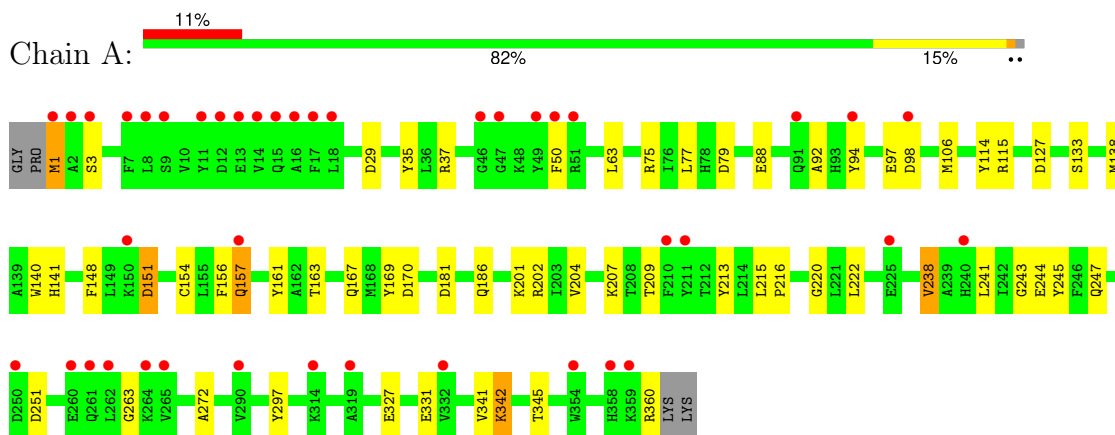 11%
Chain A:
82% 15% ••
GLY PRO M1 A2 S3 F7 L8 S9 V10 Y11 D12 E13 V14 Q15 A16 F17 L18 D29 Y35 L36 R37 G46 G47 K48 Y49 F50 R51 L63 R75 I76 L77 H78 D79 E88 Q91 A92 H93 Y94 E97 D98 M106 Y114 R115 D127 S133 M138
A139 W140 H141 F148 L149 K150 D151 C154 L155 F156 Q157 Y161 A162 T163 Q167 M168 Y169 D170 D181 Q186 K201 R202 I203 V204 K207 T208 T209 F210 Y211 T212 Y213 L214 L215 P216 G220 L221 L222 E225 V238 A239 H240 L241 I242 G243 E244 Y245 F246 Q247
D250 D251 E260 Q261 L262 G263 K264 V265 A272 V290 Y297 K314 A319 E327 E331 V332 V341 K342 T345 W354 H358 K359 R360 LYS LYS